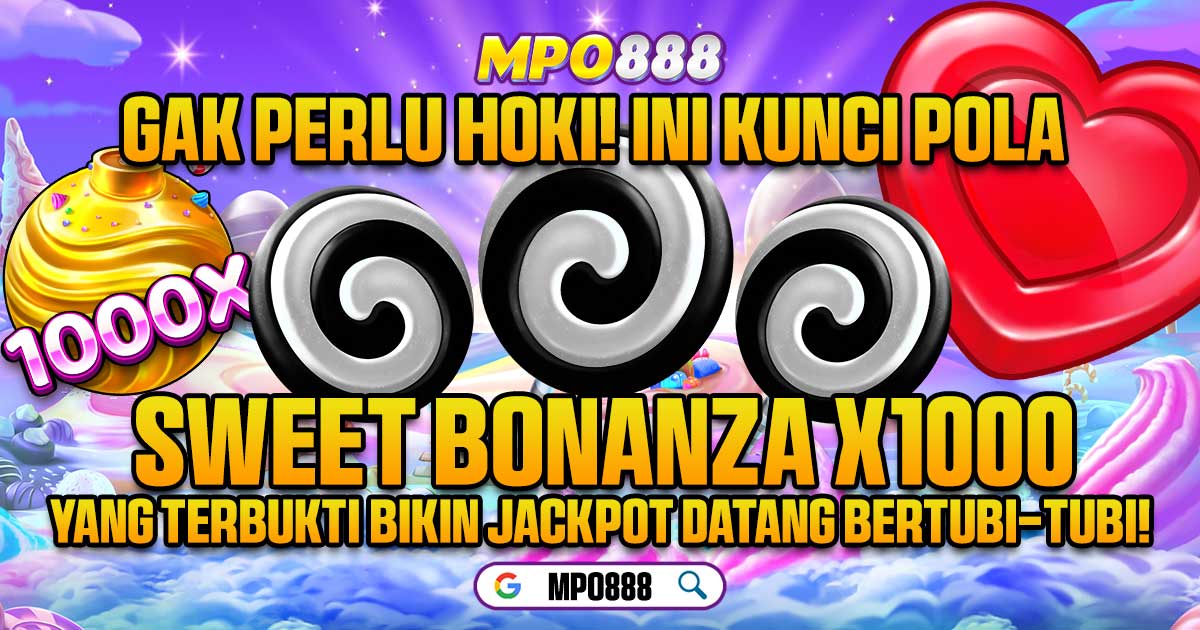 MPO888
GAK PERLU HOKI! INI KUNCI POLA
1000X
SWEET BONANZA X1000
YANG TERBUKTI BIKIN JACKPOT DATANG BERTUBI-TUBI!
MPO888